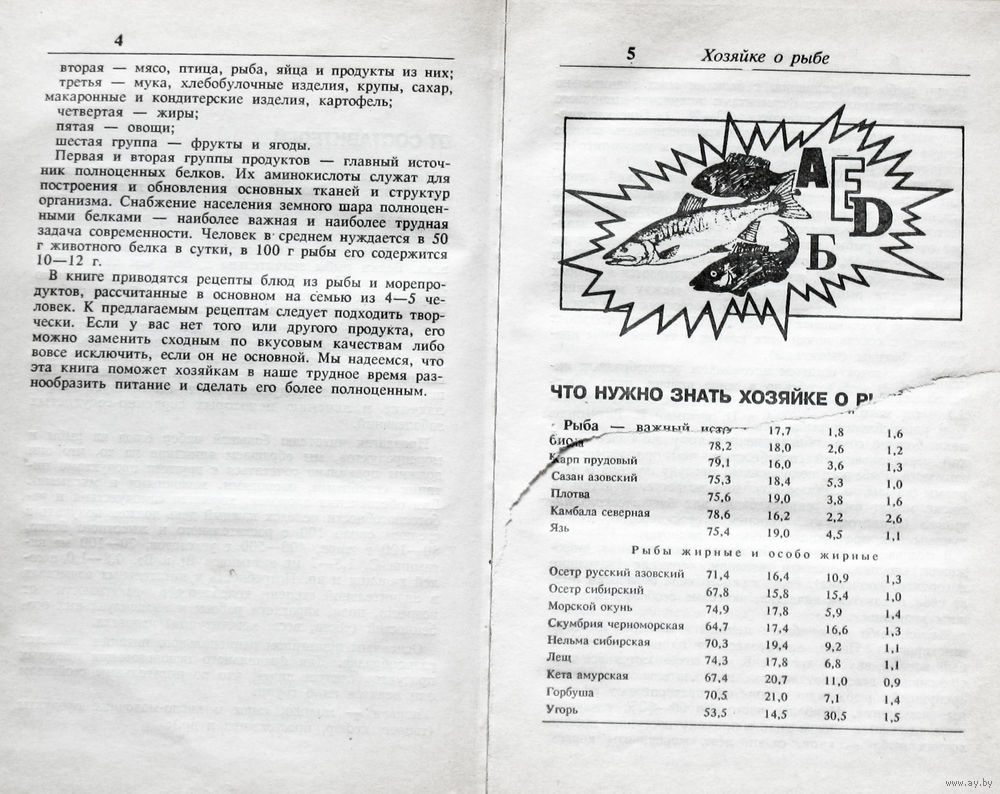 4
вторая — мясо, птица, рыба, яйца и продукты из них;
третья — мука, хлебобулочные изделия, крупы, сахар,
макаронные и кондитерские изделия, картофель;
четвертая — жиры;
пятая — овощи;
шестая группа — фрукты и ягоды.
Первая и вторая группы продуктов — главный источ-
ник полноценных белков. Их аминокислоты служат для
построения и обновления основных тканей и структур
организма. Снабжение населения земного шара полноцен-
ными белками — наиболее важная и наиболее трудная
задача современности. Человек в среднем нуждается в 50
г животного белка в сутки, в 100 г рыбы его содержится
10—12 г.
В книге приводятся рецепты блюд из рыбы и морепро-
дуктов, рассчитанные в основном на семью из 4—5 че-
ловек. К предлагаемым рецептам следует подходить твор-
чески. Если у вас нет того или другого продукта, его
можно заменить сходным по вкусовым качествам либо
вовсе исключить, если он не основной. Мы надеемся, что
эта книга поможет хозяйкам в наше трудное время раз-
нообразить питание и сделать его более полноценным.
5 Хозяйке о рыбе
А Е D Б
ЧТО НУЖНО ЗНАТЬ ХОЗЯЙКЕ О
Рыба — важный 17,7 1,8 1,6
78,2 18,0 2,6 1,2
Карп прудовый 79,1 16,0 3,6 1,3
Сазан азовский 75,3 18,4 5,3 1,0
Плотва 75,6 19,0 3,8 1,6
Камбала северная 78,6 16,2 2,2 2,6
Язь 75,4 19,0 4,5 1,1
Рыбы жирные и особо жирные
Осетр русский азовский 71,4 16,4 10,9 1,3
Осетр сибирский 67,8 15,8 15,4 1,0
Морской окунь 74,9 17,8 5,9 1,4
Скумбрия черноморская 64,7 17,4 16,6 1,3
Нельма сибирская 70,3 19,4 9,2 1,1
Лещ 74,3 17,8 6,8 1,1
Кета амурская 67,4 20,7 11,0 0,9
Горбуша 70,5 21,0 7,1 1,4
Угорь 53,5 14,5 30,5 1,5
www.ay.by